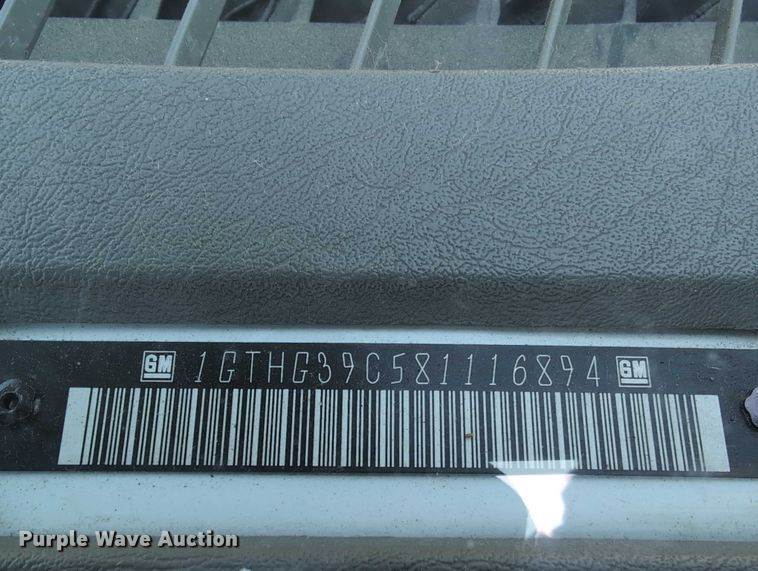 GM 1GTHG39C581116894 GM
Purple Wave Auction